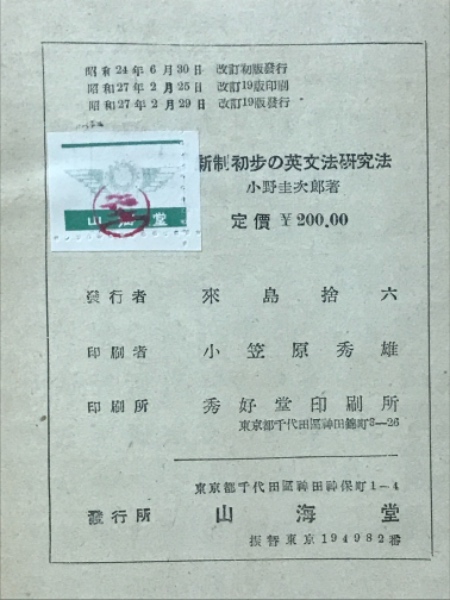 昭和24年6月30日 改訂初版發行
昭和27年2月25日 改訂19版印刷
昭和27年2月29日 改訂19版發行
新制初步の英文法硏究法
小野圭次郎著
定價 ¥200.00
山海堂
發行者 來島捨六
印刷者 小笠原秀雄
印刷所 秀好堂印刷所
東京都千代田區神田錦町3—26
東京都千代田區神田神保町1—4
發行所 山海堂
振替東京194982番